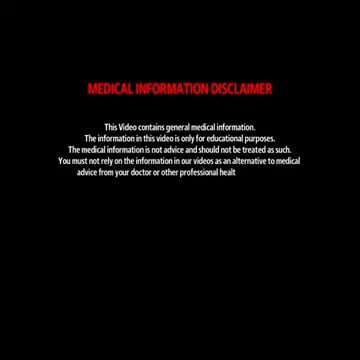 MEDICAL INFORMATION DISCLAIMER
This Video contains general medical information.
The information in this video is only for educational purposes.
The medical information is not advice and should not be treated as such.
You must not rely on the information in our videos as an alternative to medical
advice from your doctor or other professional healt